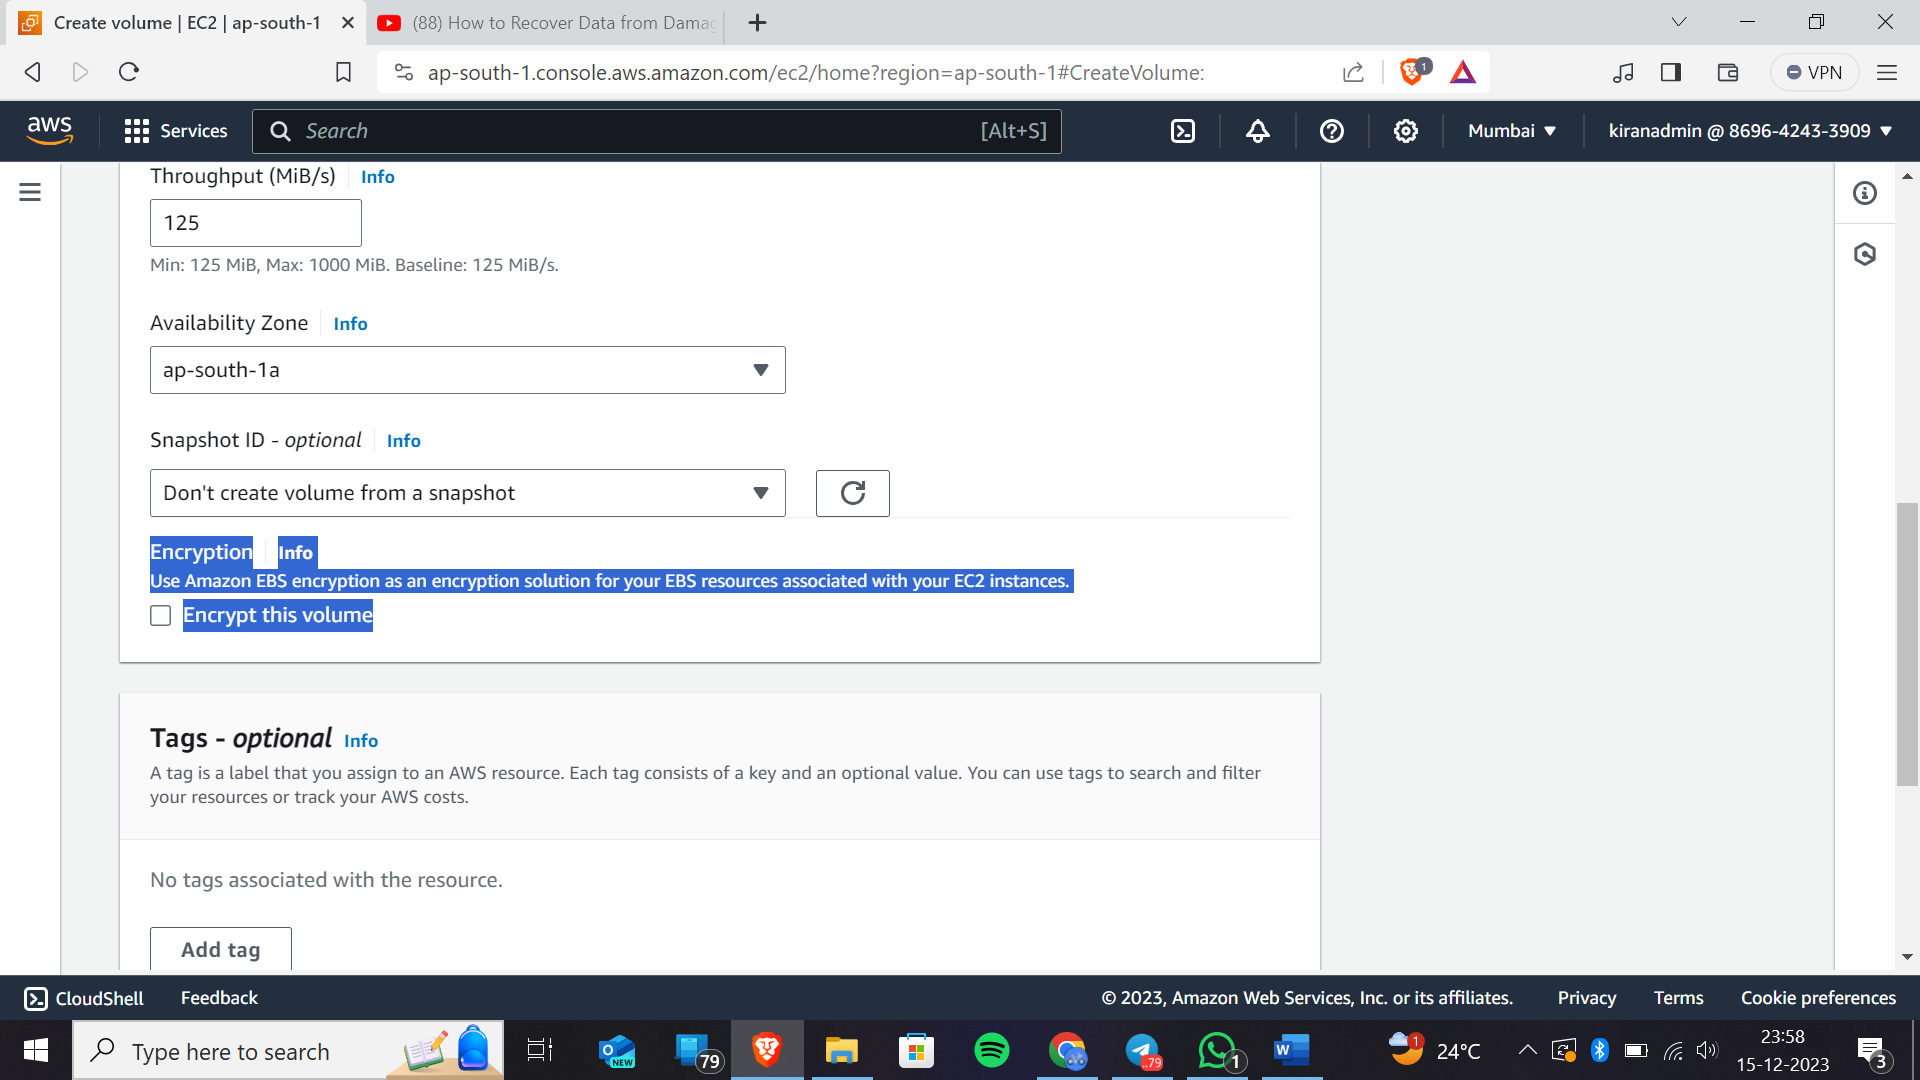 Create volume | EC2 | ap-south-1
(88) How to Recover Data from Damag
ap-south-1.console.aws.amazon.com/ec2/home?region=ap-south-1#CreateVolume:
1
VPN
aws
Services
Search
[Alt+S]
Mumbai
kiranadmin @ 8696-4243-3909
Throughput (MiB/s)
Info
125
Min: 125 MiB, Max: 1000 MiB. Baseline: 125 MiB/s.
Availability Zone
Info
ap-south-1a
Snapshot ID - optional
Info
Don't create volume from a snapshot
Encryption
Info
Use Amazon EBS encryption as an encryption solution for your EBS resources associated with your EC2 instances.
Encrypt this volume
Tags - optional
Info
A tag is a label that you assign to an AWS resource. Each tag consists of a key and an optional value. You can use tags to search and filter
your resources or track your AWS costs.
No tags associated with the resource.
Add tag
CloudShell
Feedback
© 2023, Amazon Web Services, Inc. or its affiliates.
Privacy
Terms
Cookie preferences
Type here to search
NEW
79
..79
1
W
1
24°C
23:58
15-12-2023
3